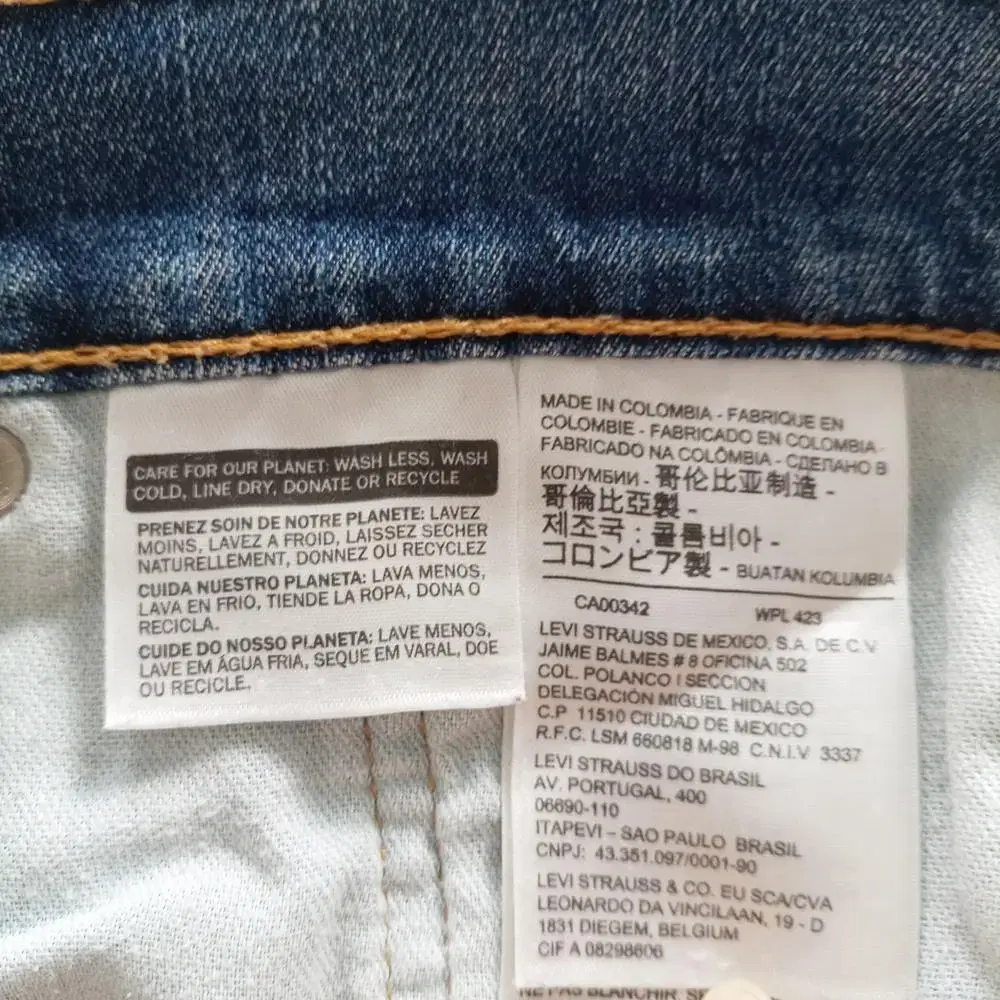 CARE FOR OUR PLANET: WASH LESS, WASH
COLD, LINE DRY, DONATE OR RECYCLE
PRENEZ SOIN DE NOTRE PLANETE: LAVEZ
MOINS, LAVEZ A FROID, LAISSEZ SECHER
NATURELLEMENT, DONNEZ OU RECYCLEZ
CUIDA NUESTRO PLANETA: LAVA MENOS,
LAVA EN FRIO, TIENDE LA ROPA, DONA O
RECICLA.
CUIDE DO NOSSO PLANETA: LAVE MENOS,
LAVE EM ÁGUA FRIA, SEQUE EM VARAL, DOE
OU RECICLE.
MADE IN COLOMBIA - FABRIQUE EN
COLOMBIE - FABRICADO EN COLOMBIA -
FABRICADO NA COLÔMBIA - СДЕЛАНО В
КОЛУМБИИ - 哥伦比亚制造 -
哥倫比亞製 -
제조국 : 콜롬비아 -
コロンビア製 - BUATAN KOLUMBIA
CA00342 WPL 423
LEVI STRAUSS DE MEXICO, S.A. DE C.V
JAIME BALMES # 8 OFICINA 502
COL. POLANCO I SECCION
DELEGACIÓN MIGUEL HIDALGO
C.P 11510 CIUDAD DE MEXICO
R.F.C. LSM 660818 M-98 C.N.I.V 3337
LEVI STRAUSS DO BRASIL
AV. PORTUGAL, 400
06690-110
ITAPEVI – SAO PAULO BRASIL
CNPJ: 43.351.097/0001-90
LEVI STRAUSS & CO. EU SCA/CVA
LEONARDO DA VINCILAAN, 19 - D
1831 DIEGEM, BELGIUM
CIF A 08298606
NE PAS BLANCHIR,